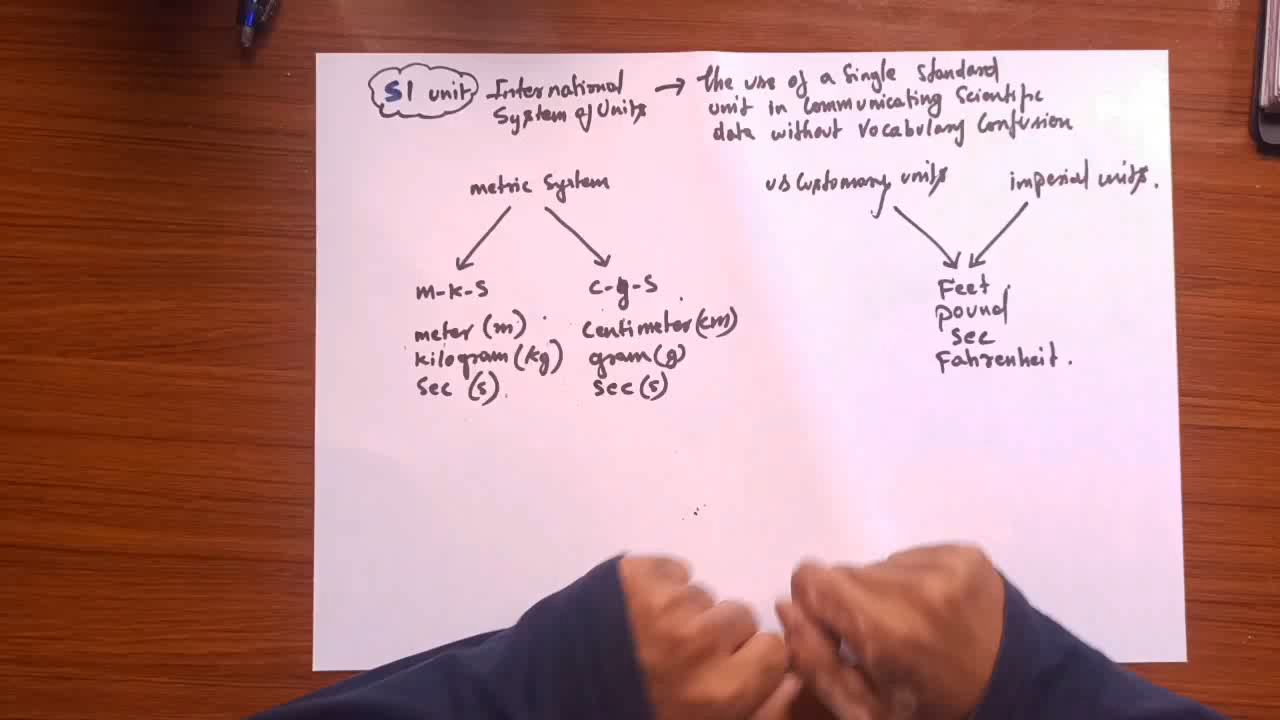 SI unit International System of Units → The use of a Single Standard unit in Communicating Scientific data without Vocabulary Confusion
metric System
US Customary units
imperial units.
m-k-s
meter (m)
kilogram (kg)
Sec (s).
c-g-s.
Centimeter (cm)
gram (g)
Sec (s)
Feet
pound
Sec
Fahrenheit.